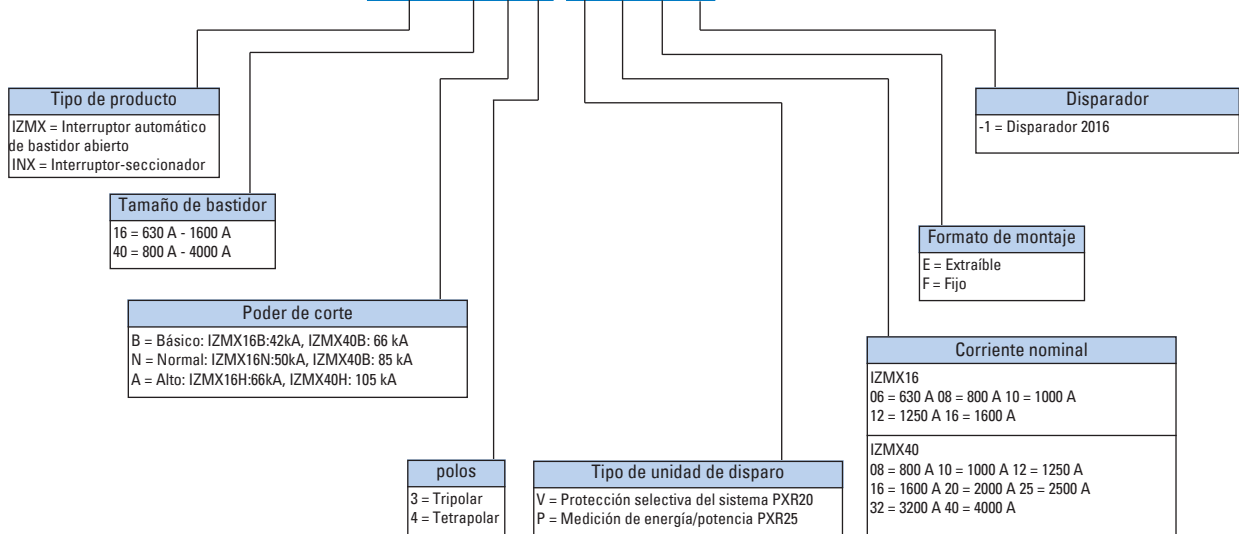 Tipo de producto
IZMX = Interruptor automático
de bastidor abierto
INX = Interruptor-seccionador
Tamaño de bastidor
16 = 630 A - 1600 A
40 = 800 A - 4000 A
Poder de corte
B = Básico: IZMX16B:42kA, IZMX40B: 66 kA
N = Normal: IZMX16N:50kA, IZMX40B: 85 kA
A = Alto: IZMX16H:66kA, IZMX40H: 105 kA
polos
3 = Tripolar
4 = Tetrapolar
Tipo de unidad de disparo
V = Protección selectiva del sistema PXR20
P = Medición de energía/potencia PXR25
Corriente nominal
IZMX16
06 = 630 A 08 = 800 A 10 = 1000 A
12 = 1250 A 16 = 1600 A
IZMX40
08 = 800 A 10 = 1000 A 12 = 1250 A
16 = 1600 A 20 = 2000 A 25 = 2500 A
32 = 3200 A 40 = 4000 A
Formato de montaje
E = Extraíble
F = Fijo
Disparador
-1 = Disparador 2016